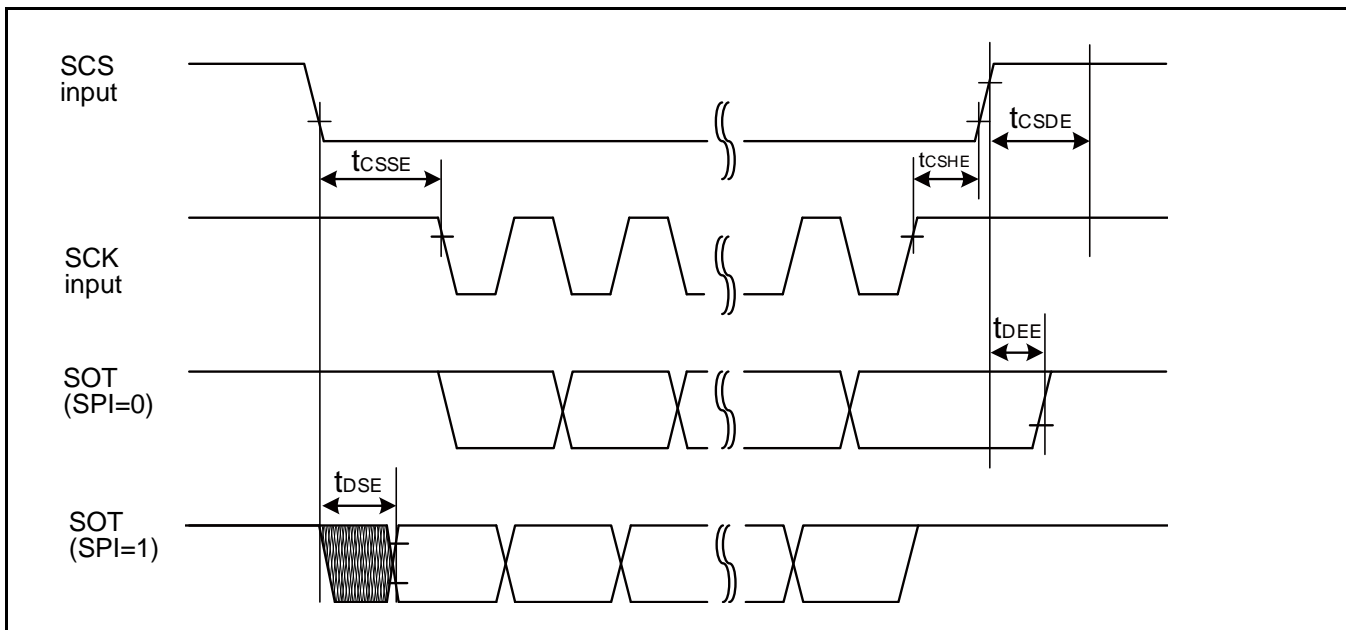 SCS
input
tCSDE
tCSSE
tCSHE
SCK
input
tDEE
SOT
(SPI=0)
tDSE
SOT
(SPI=1)